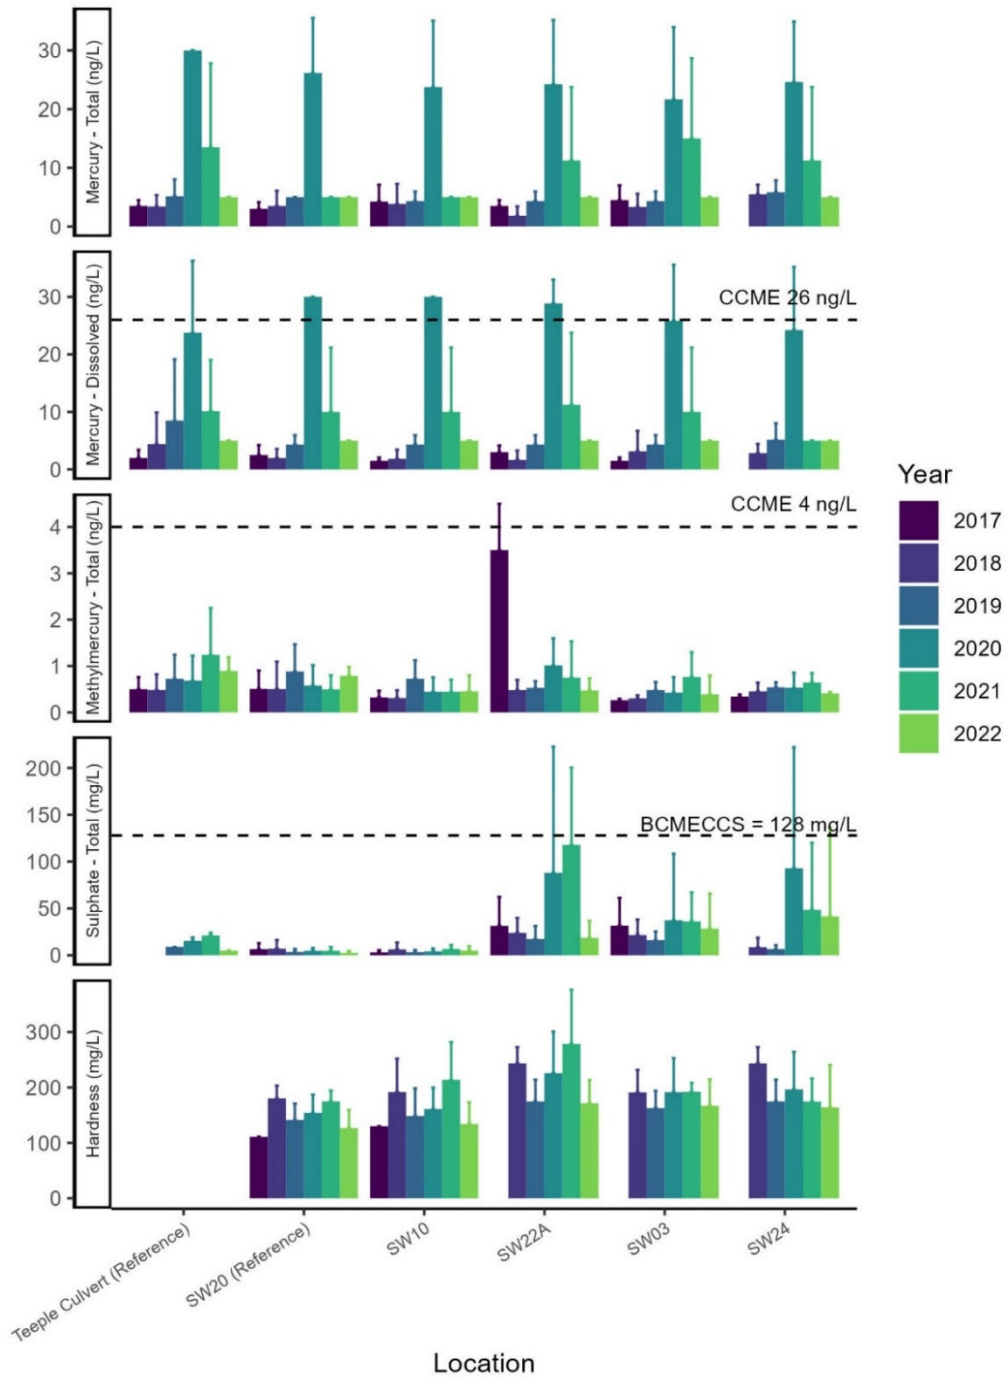 Mercury - Total (ng/L)
30
20
10
0
Mercury - Dissolved (ng/L)
30
20
10
0
CCME 26 ng/L
Methylmercury - Total (ng/L)
4
3
2
1
0
CCME 4 ng/L
Sulphate - Total (mg/L)
200
150
100
50
0
BCMECCS = 128 mg/L
Hardness (mg/L)
300
200
100
0
Teeple Culvert (Reference)
SW20 (Reference)
SW10
SW22A
SW03
SW24
Location
Year
2017
2018
2019
2020
2021
2022